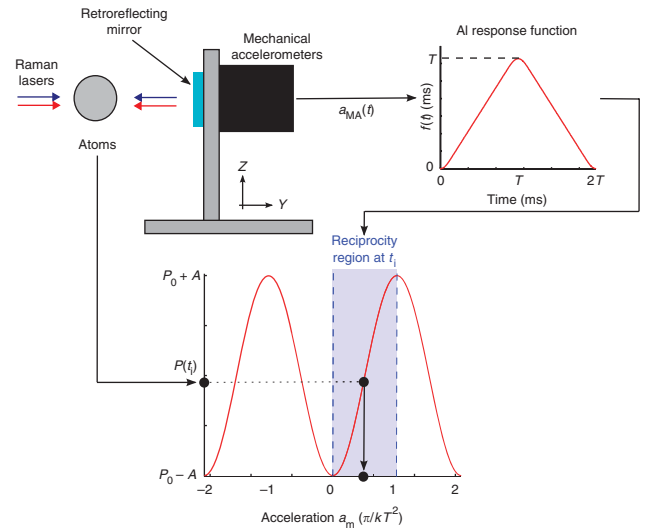 Retroreflecting
mirror
Mechanical
accelerometers
AI response function
Raman
lasers
Atoms
a_MA(t)
Z
Y
f(t) (ms)
T
0
0 T 2T
Time (ms)
Reciprocity
region at t_i
P_0 + A
P(t_i)
P_0 – A
–2 –1 0 1 2
Acceleration a_m (π/kT^2)